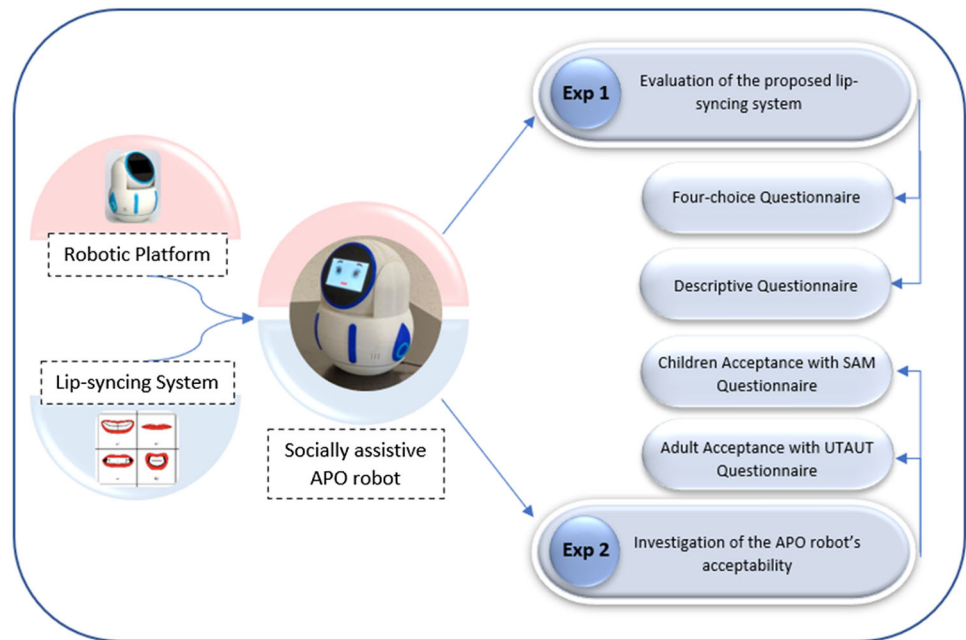 Robotic Platform
Lip-syncing System
Socially assistive
APO robot
Exp 1
Evaluation of the proposed lip-
syncing system
Four-choice Questionnaire
Descriptive Questionnaire
Children Acceptance with SAM
Questionnaire
Adult Acceptance with UTAUT
Questionnaire
Exp 2
Investigation of the APO robot's
acceptability